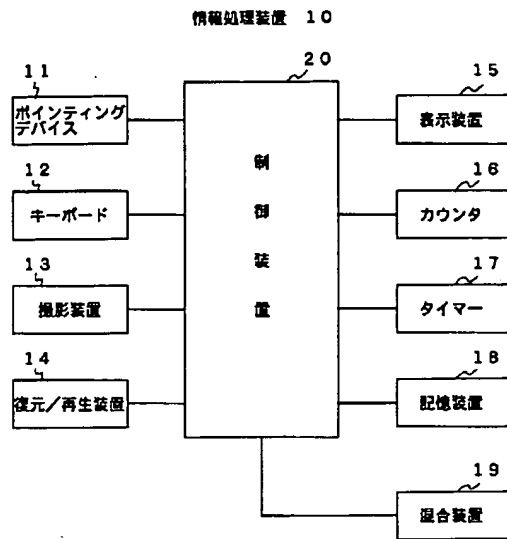 情報処理装置 10
20
11
ポインティング
デバイス
12
キーボード
13
撮影装置
14
復元／再生装置
制
御
装
置
15
表示装置
16
カウンタ
17
タイマー
18
記憶装置
19
混合装置